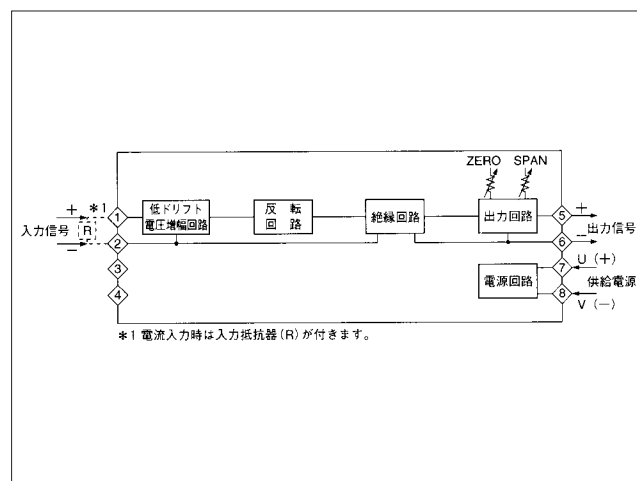 ZERO SPAN
＋ ＊1
入力信号
R
－
1
2
3
4
低ドリフト
電圧増幅回路
反転
回路
絶縁回路
出力回路
電源回路
5
6
7
8
＋
出力信号
－
U（＋）
供給電源
V（－）
＊1 電流入力時は入力抵抗器（R）が付きます。